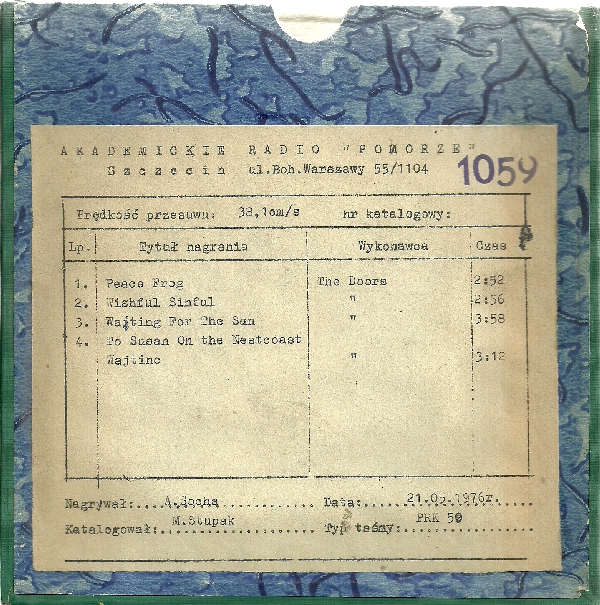 AKADEMICKIE RADIO "POMORZE"
Szczecin ul.Boh.Warszawy 55/1104
1059
Prędkość przesuwu: 38,1cm/s nr katalogowy:
Lp. Tytuł nagrania Wykonawca Czas
1. Peace Frog The Doors 2:52
2. Wishful Sinful " 2:56
3. Wajting For The Sun " 3:58
4. To Susan On the Westcoast
Wajtinc " 3:12
Nagrywał:....A.Socha............ Data:.....21.05.1976r.....
Katalogował:..M.Stupak............ Typ taśmy:..PRK 50............